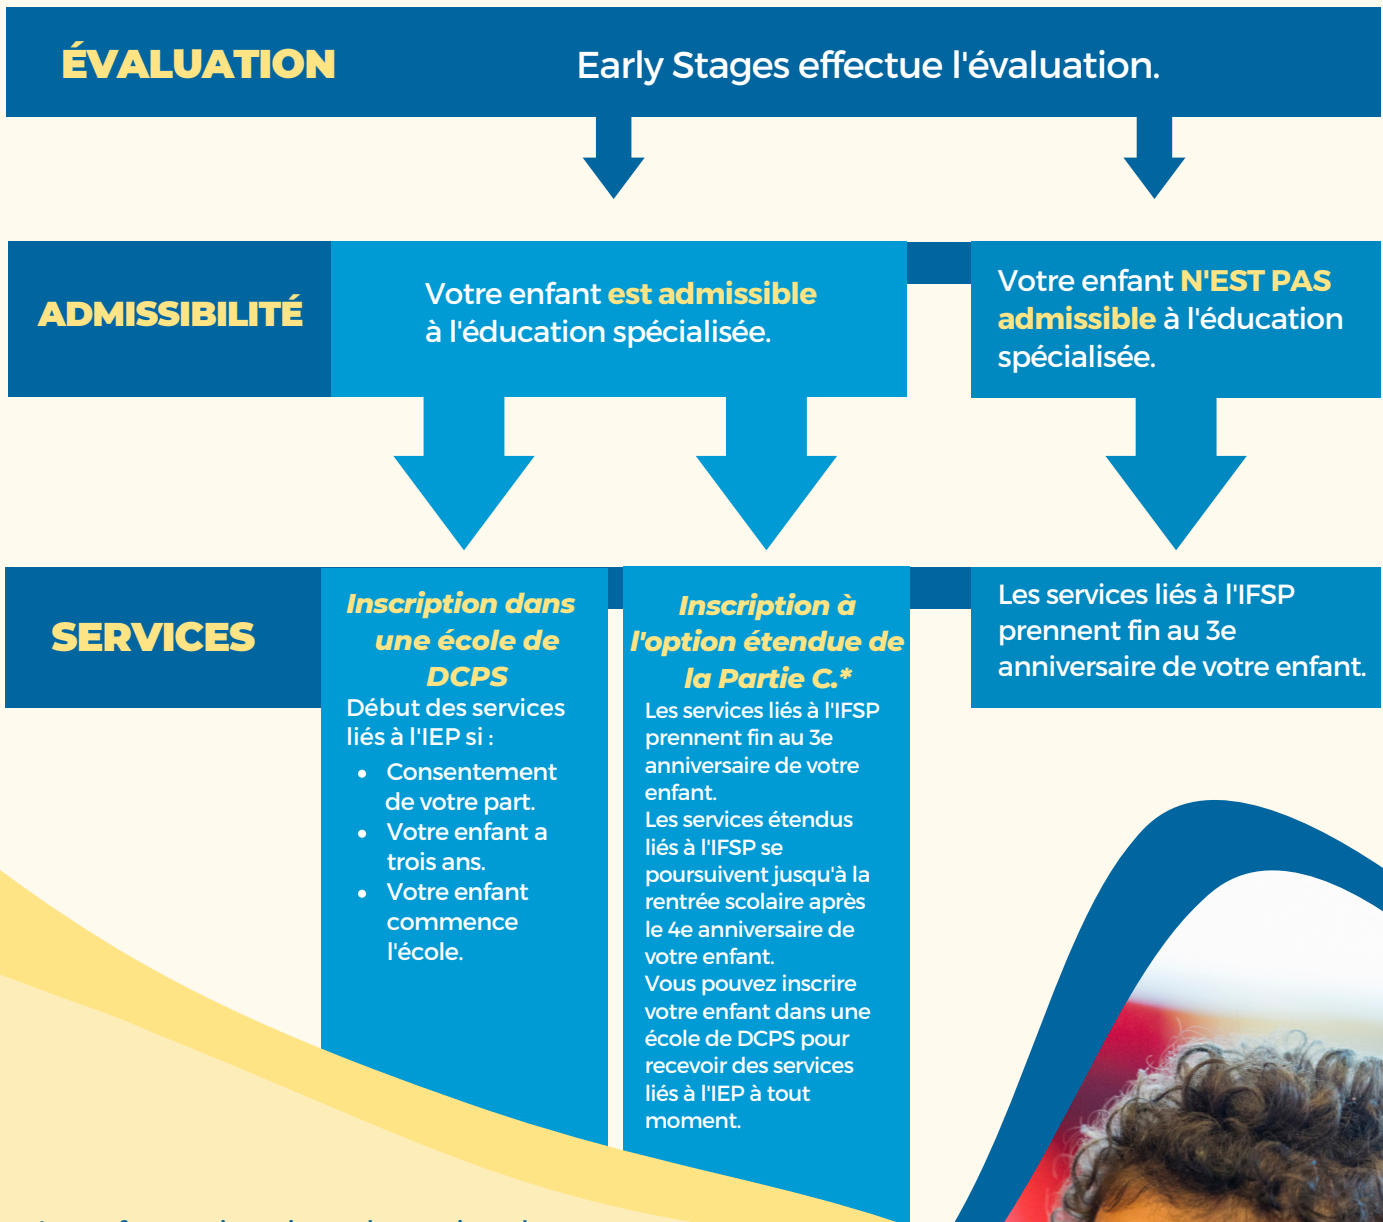 ÉVALUATION
Early Stages effectue l'évaluation.
ADMISSIBILITÉ
Votre enfant est admissible
à l'éducation spécialisée.
Votre enfant N'EST PAS
admissible à l'éducation
spécialisée.
SERVICES
Inscription dans
une école de
DCPS
Début des services
liés à l'IEP si :
• Consentement
de votre part.
• Votre enfant a
trois ans.
• Votre enfant
commence
l'école.
Inscription à
l'option étendue de
la Partie C.*
Les services liés à l'IFSP
prennent fin au 3e
anniversaire de votre
enfant.
Les services étendus
liés à l'IFSP se
poursuivent jusqu'à la
rentrée scolaire après
le 4e anniversaire de
votre enfant.
Vous pouvez inscrire
votre enfant dans une
école de DCPS pour
recevoir des services
liés à l'IEP à tout
moment.
Les services liés à l'IFSP
prennent fin au 3e
anniversaire de votre enfant.